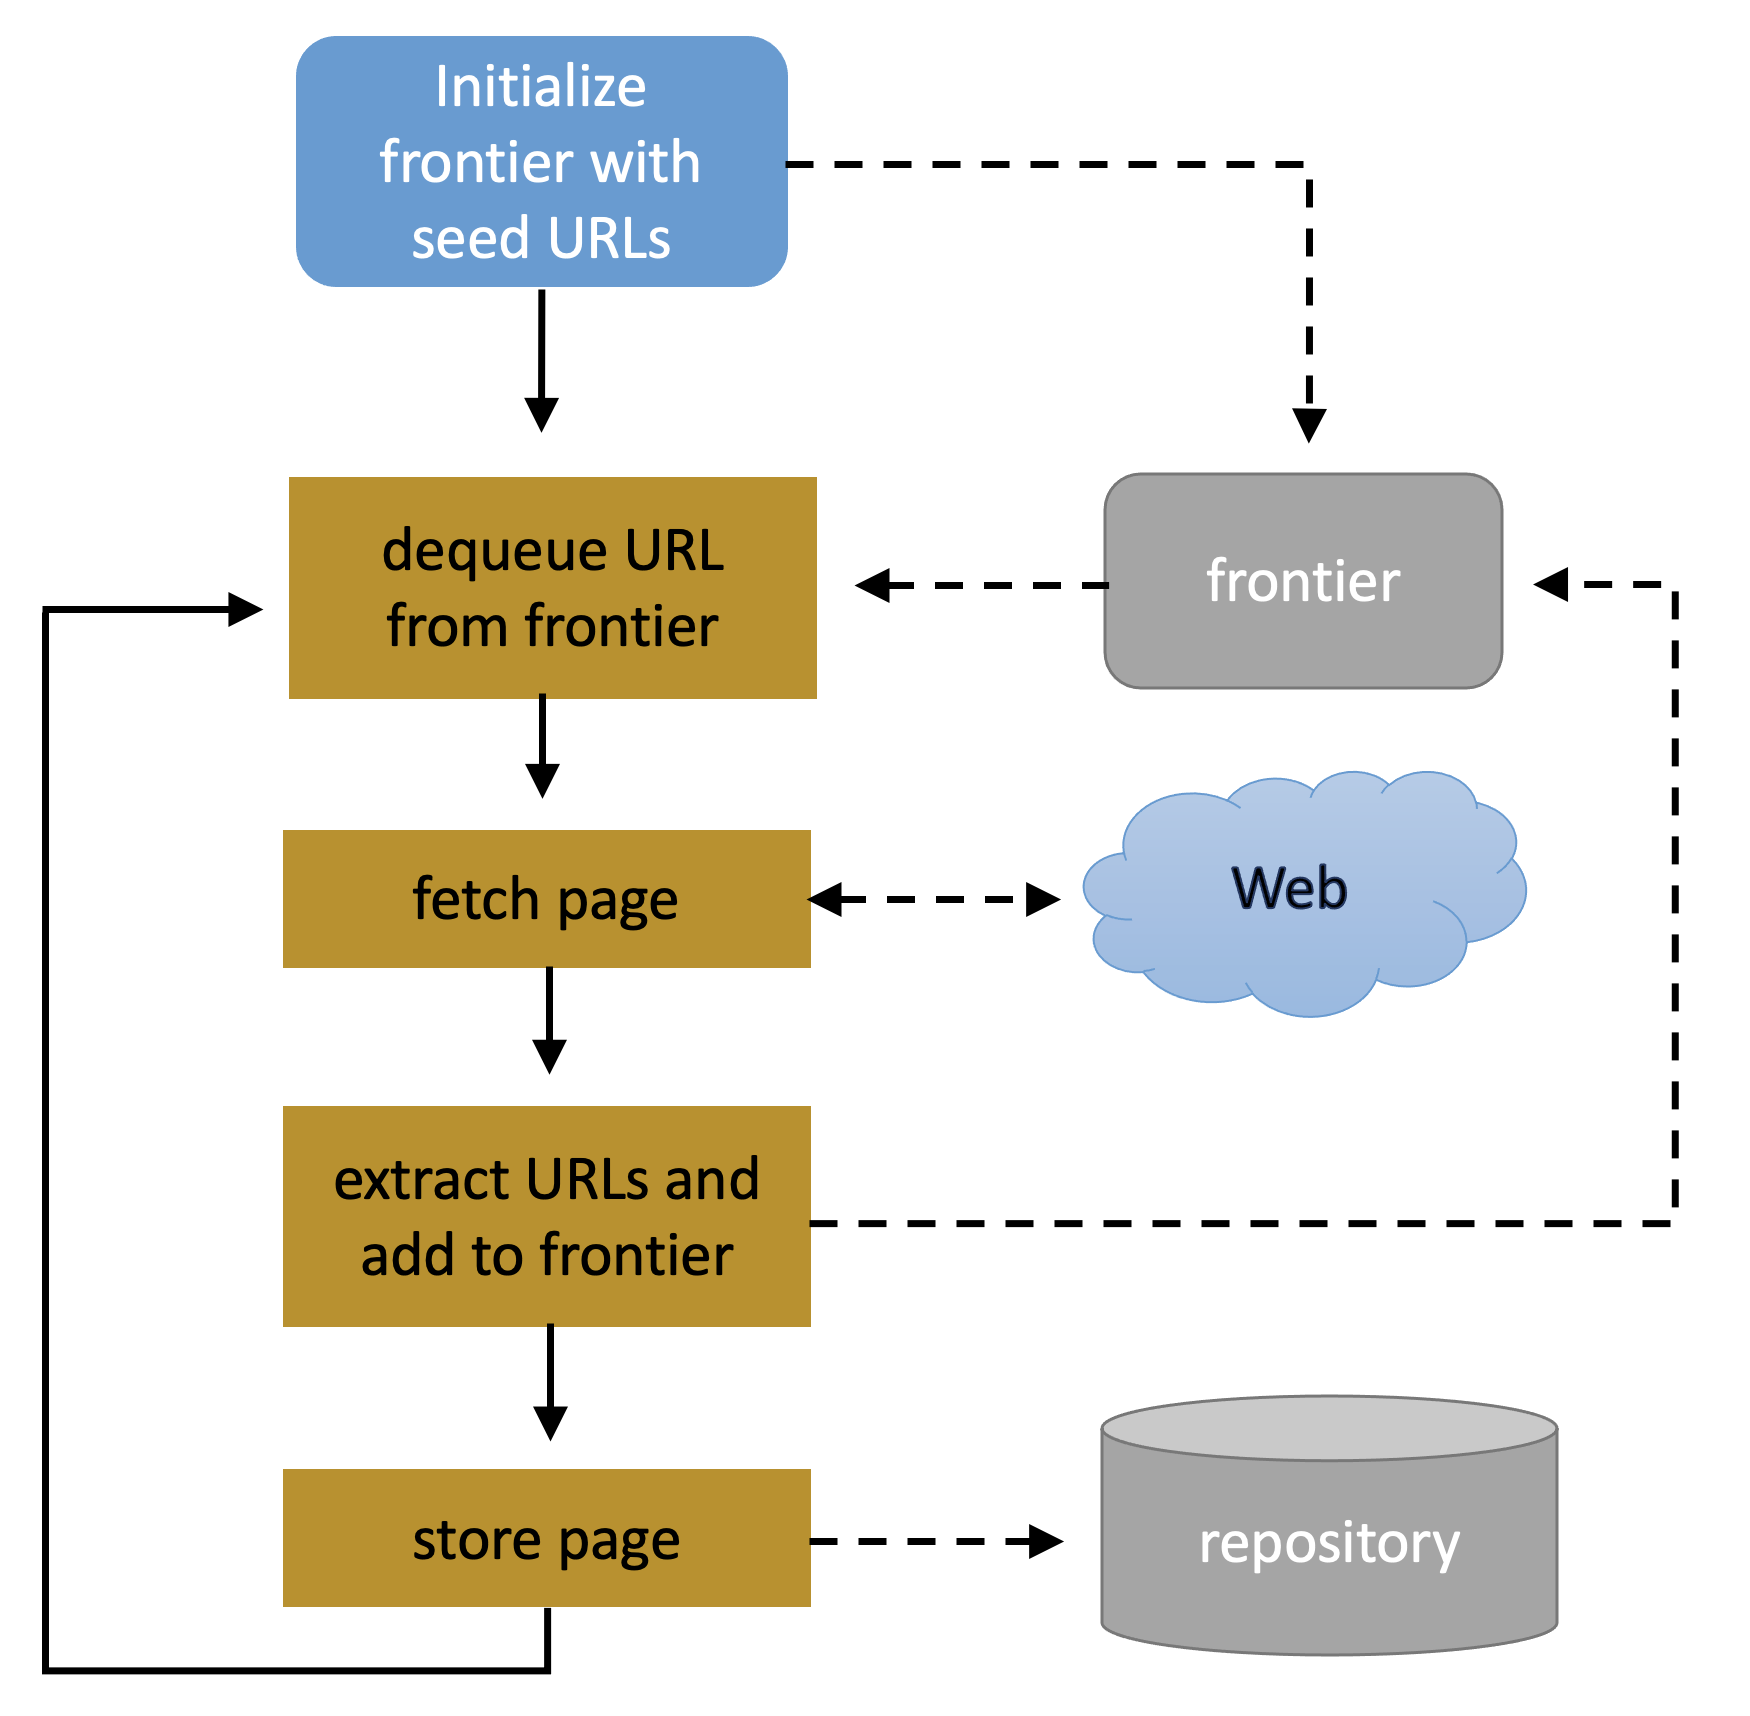 Initialize
frontier with
seed URLs
dequeue URL
from frontier
frontier
fetch page
Web
extract URLs and
add to frontier
store page
repository